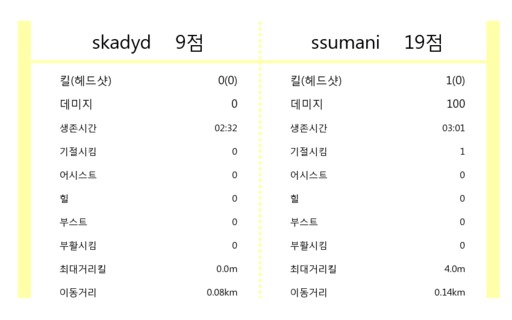 skadyd 9점 ssumani 19점
킬(헤드샷) 0(0) 킬(헤드샷) 1(0)
데미지 0 데미지 100
생존시간 02:32 생존시간 03:01
기절시킴 0 기절시킴 1
어시스트 0 어시스트 0
힐 0 힐 0
부스트 0 부스트 0
부활시킴 0 부활시킴 0
최대거리킬 0.0m 최대거리킬 4.0m
이동거리 0.08km 이동거리 0.14km